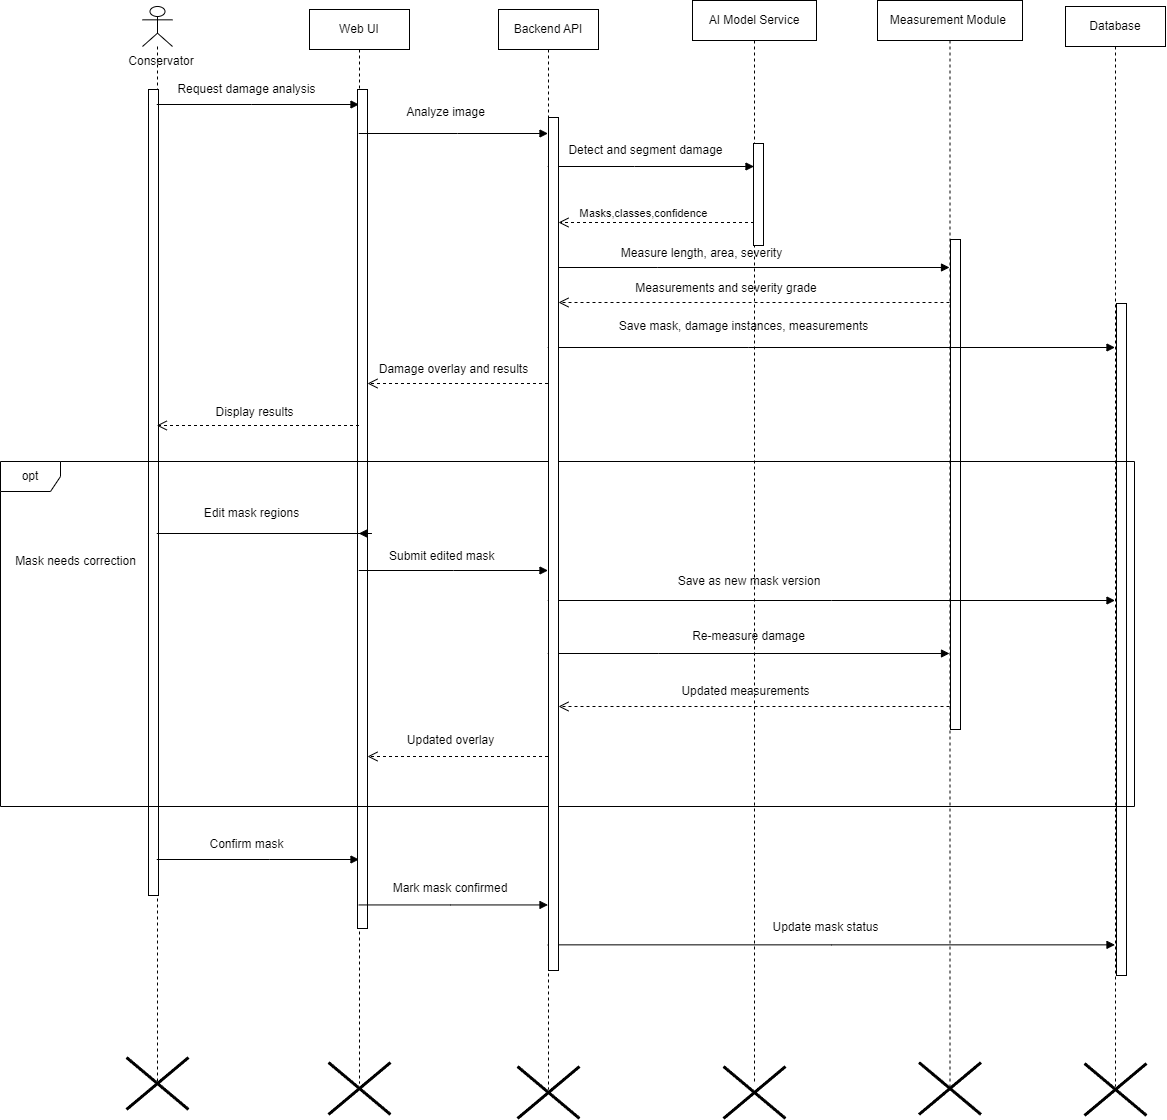 Conservator
Web UI
Backend API
AI Model Service
Measurement Module
Database
Request damage analysis
Analyze image
Detect and segment damage
Masks,classes,confidence
Measure length, area, severity
Measurements and severity grade
Save mask, damage instances, measurements
Damage overlay and results
Display results
opt
Edit mask regions
Submit edited mask
Mask needs correction
Save as new mask version
Re-measure damage
Updated measurements
Updated overlay
Confirm mask
Mark mask confirmed
Update mask status